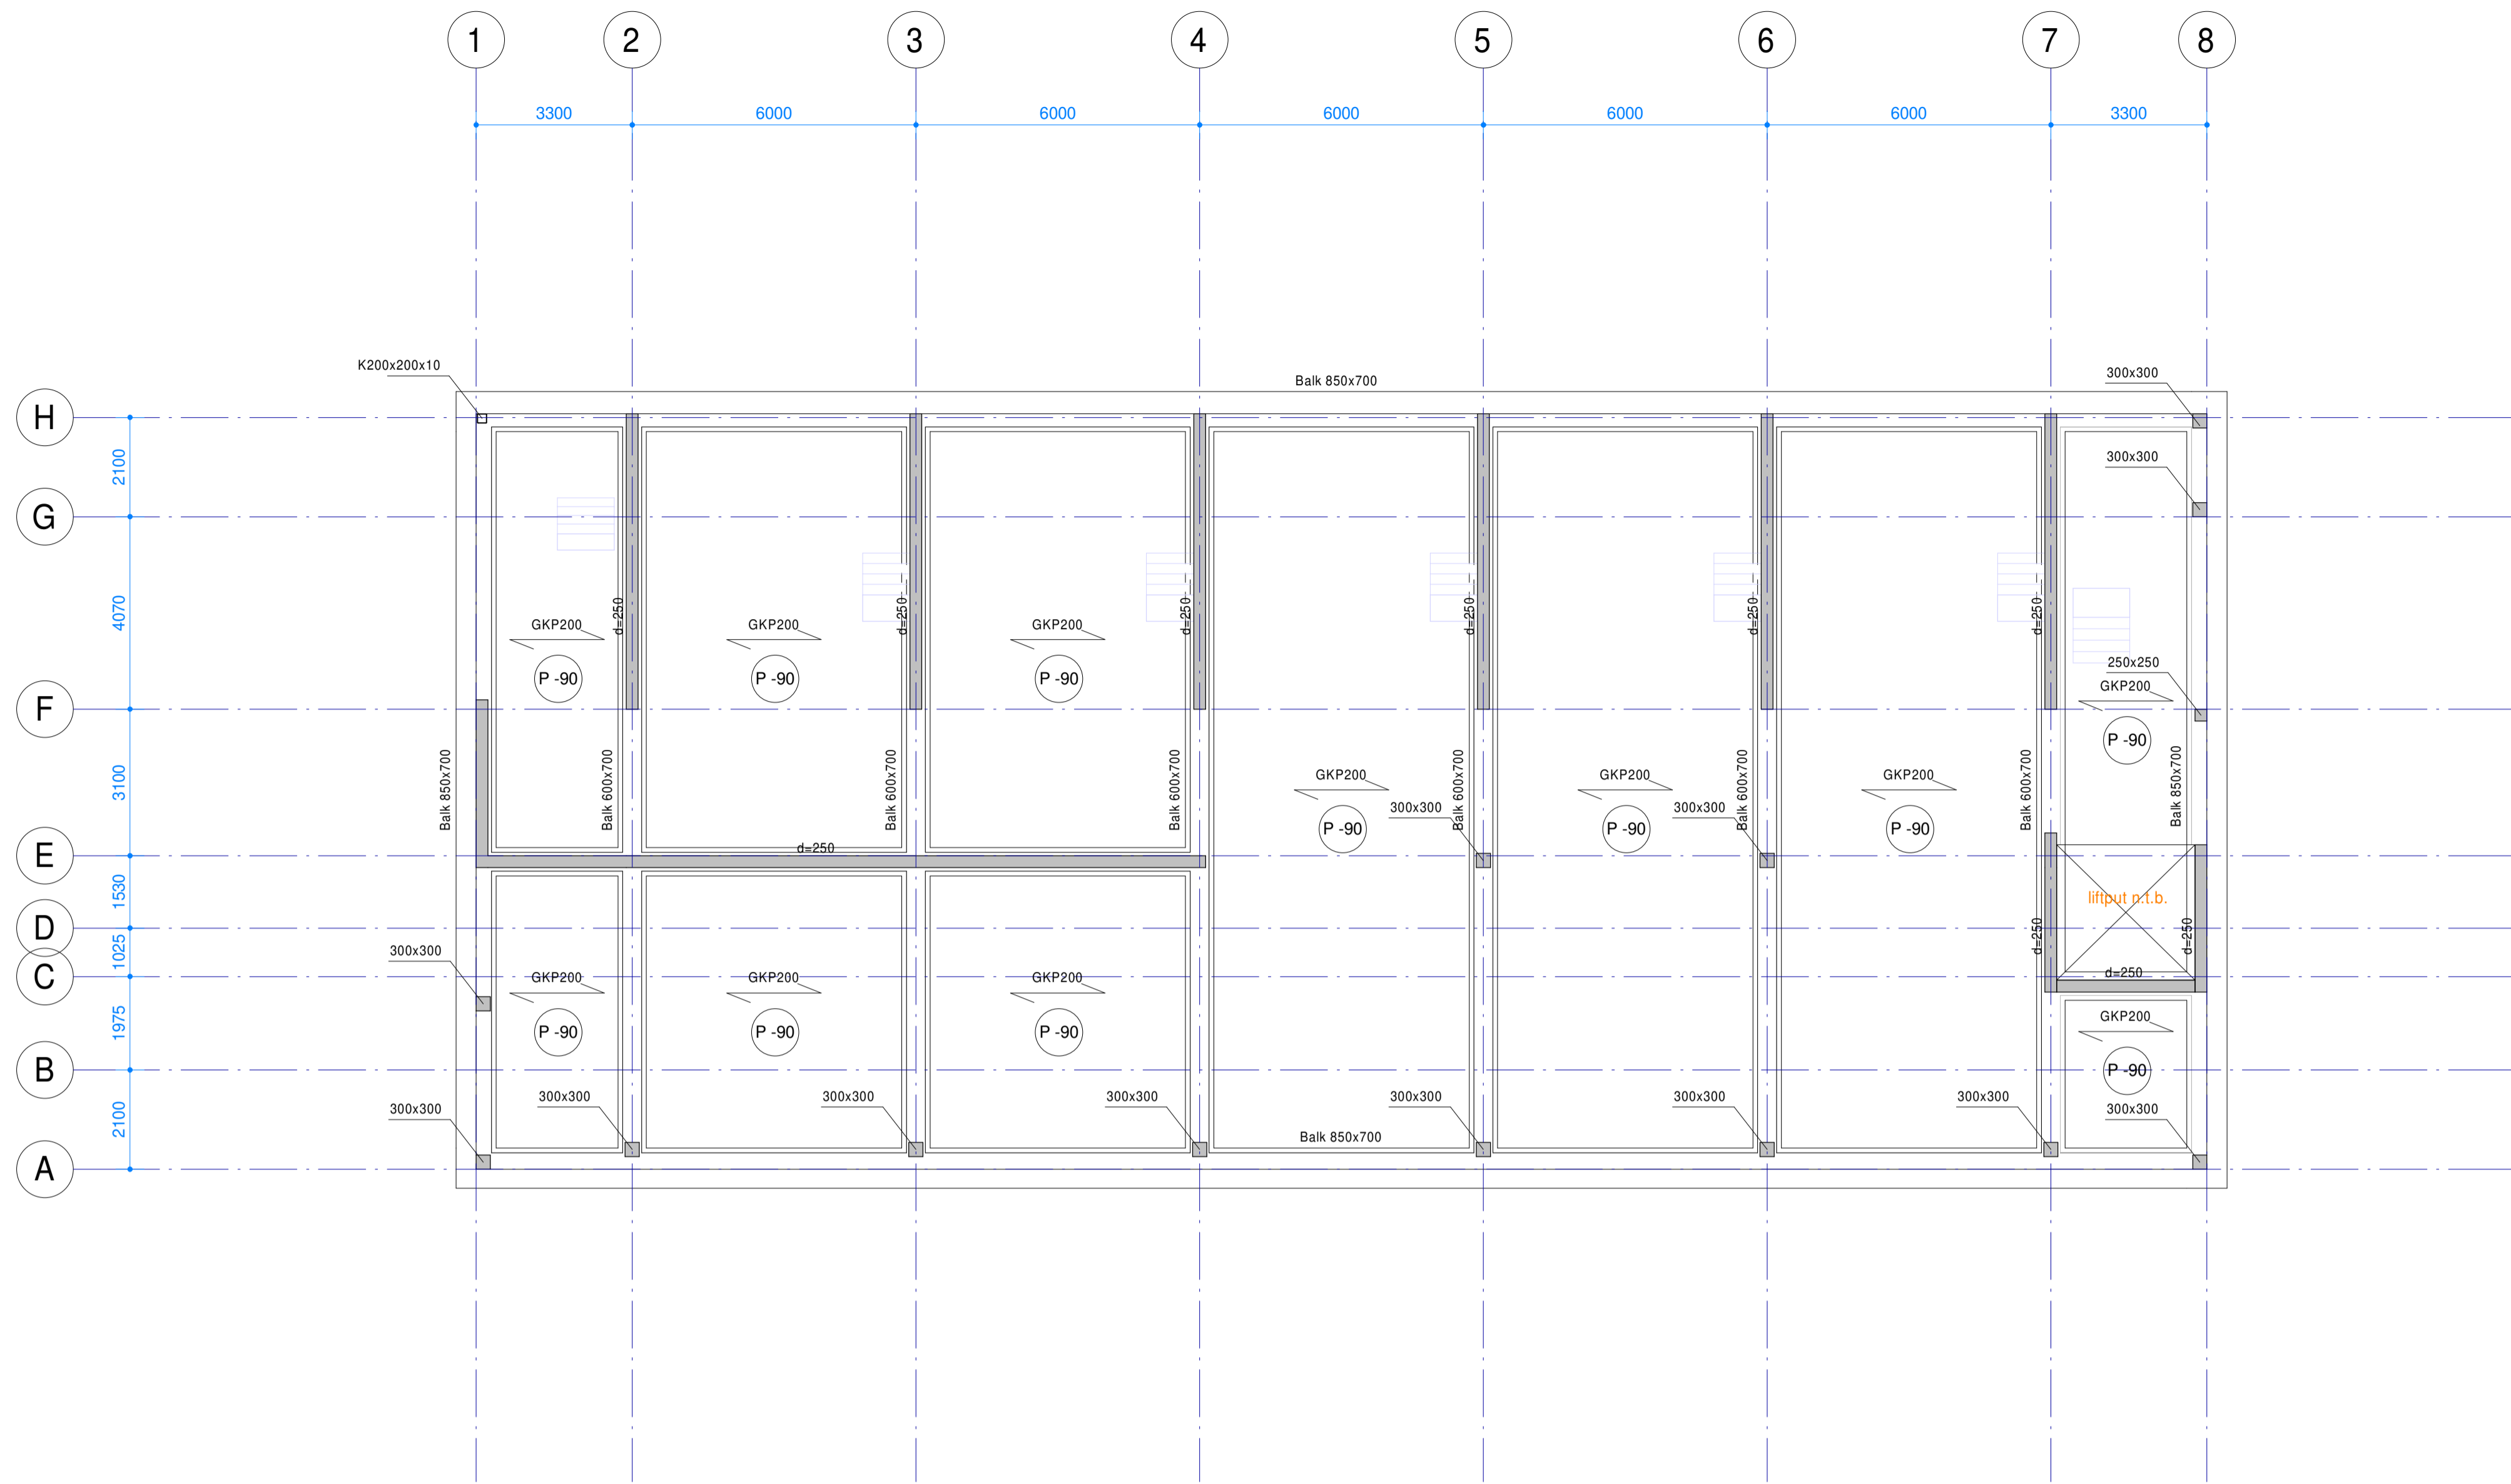 1 2 3 4 5 6 7 8
3300 6000 6000 6000 6000 6000 3300
K200x200x10
Balk 850x700
300x300
H
2100
300x300
G
4070
d=250 d=250 d=250 d=250 d=250 d=250
GKP200 GKP200 GKP200
250x250
P -90 P -90 P -90
GKP200
F
P -90
3100
Balk 850x700 Balk 600x700 Balk 600x700 Balk 600x700 Balk 600x700 Balk 600x700 Balk 600x700 Balk 850x700
GKP200 GKP200 GKP200
300x300 300x300
P -90 P -90 P -90
d=250
E
1530
liftput n.t.b.
D
d=250 d=250
1025
300x300
d=250
C
GKP200 GKP200 GKP200
1975
GKP200
P -90 P -90 P -90
B
P -90
300x300 300x300 300x300 300x300 300x300 300x300
300x300 300x300
2100
Balk 850x700
A